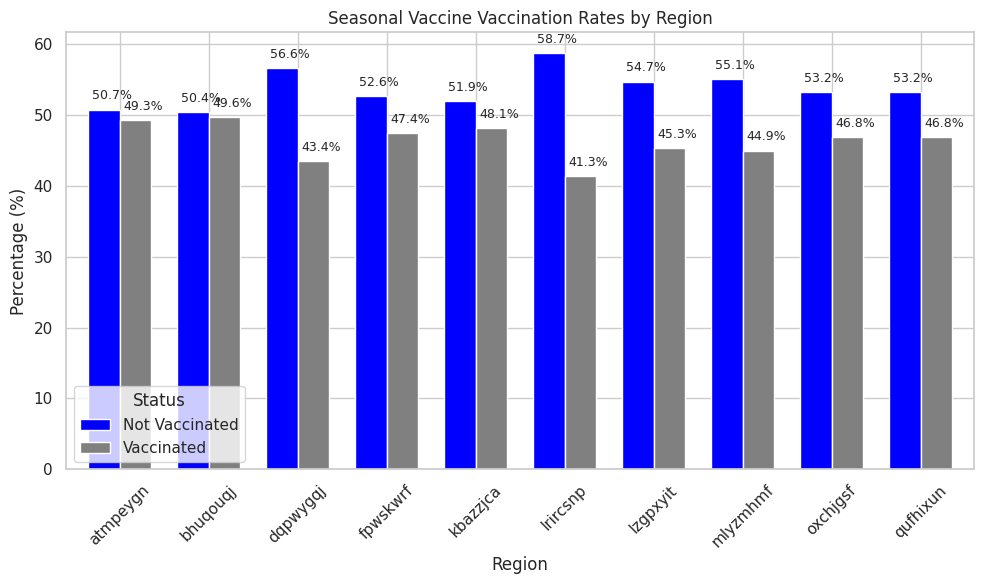 Seasonal Vaccine Vaccination Rates by Region
Percentage (%)
60
50
40
30
20
10
0
50.7% 49.3% 50.4% 49.6% 56.6% 43.4% 52.6% 47.4% 51.9% 48.1% 58.7% 41.3% 54.7% 45.3% 55.1% 44.9% 53.2% 46.8% 53.2% 46.8%
Status
Not Vaccinated
Vaccinated
atmpeygn bhuqouqj dqpwygqj fpwskwrf kbazzjca lrircsnp lzgpxyit mlyzmhmf oxchjgsf qufhixun
Region